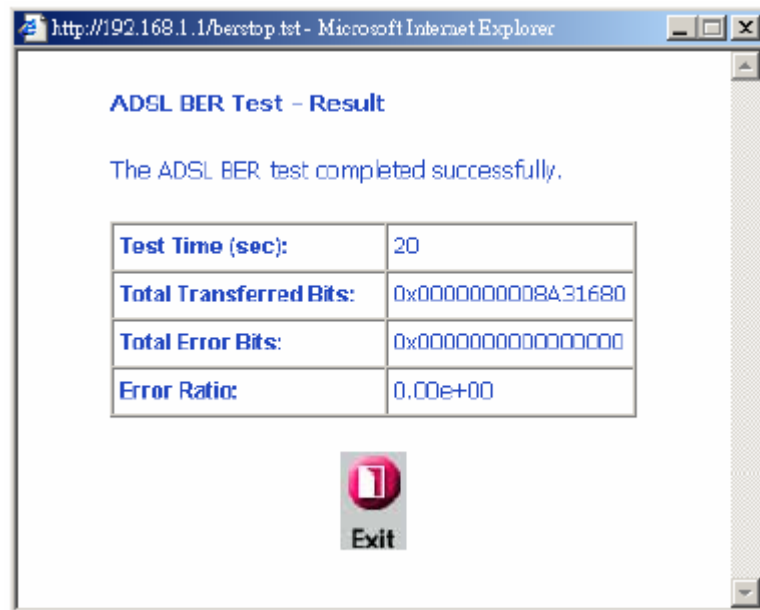 http://192.168.1.1/berstop.tst - Microsoft Internet Explorer
ADSL BER Test - Result
The ADSL BER test completed successfully.
Test Time (sec): 20
Total Transferred Bits: 0x0000000008A31680
Total Error Bits: 0x0000000000000000
Error Ratio: 0.00e+00
Exit